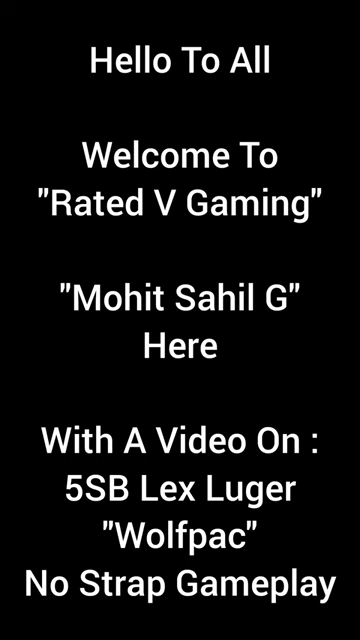 Hello To All
Welcome To
"Rated V Gaming"
"Mohit Sahil G"
Here
With A Video On :
5SB Lex Luger
"Wolfpac"
No Strap Gameplay